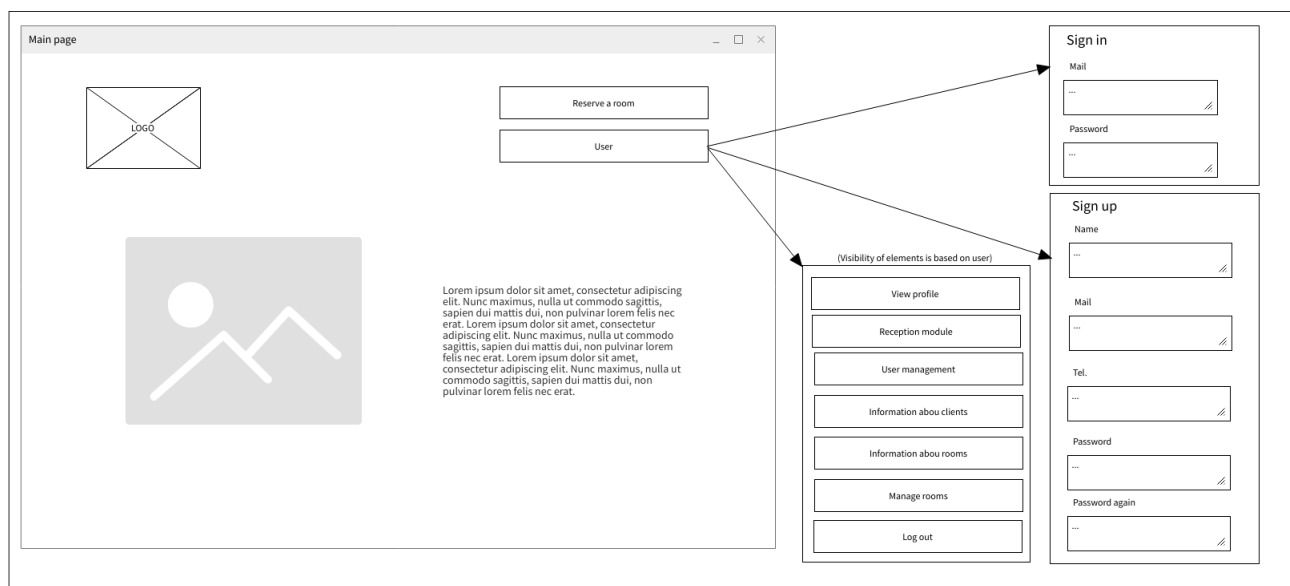 Main page
LOGO
Reserve a room
User
Lorem ipsum dolor sit amet, consectetur adipiscing
elit. Nunc maximus, nulla ut commodo sagittis,
sapien dui mattis dui, non pulvinar lorem felis nec
erat. Lorem ipsum dolor sit amet, consectetur
adipiscing elit. Nunc maximus, nulla ut commodo
sagittis, sapien dui mattis dui, non pulvinar lorem
felis nec erat. Lorem ipsum dolor sit amet,
consectetur adipiscing elit. Nunc maximus, nulla ut
commodo sagittis, sapien dui mattis dui, non
pulvinar lorem felis nec erat.
(Visibility of elements is based on user)
View profile
Reception module
User management
Information abou clients
Information abou rooms
Manage rooms
Log out
Sign in
Mail
...
Password
...
Sign up
Name
...
Mail
...
Tel.
...
Password
...
Password again
...